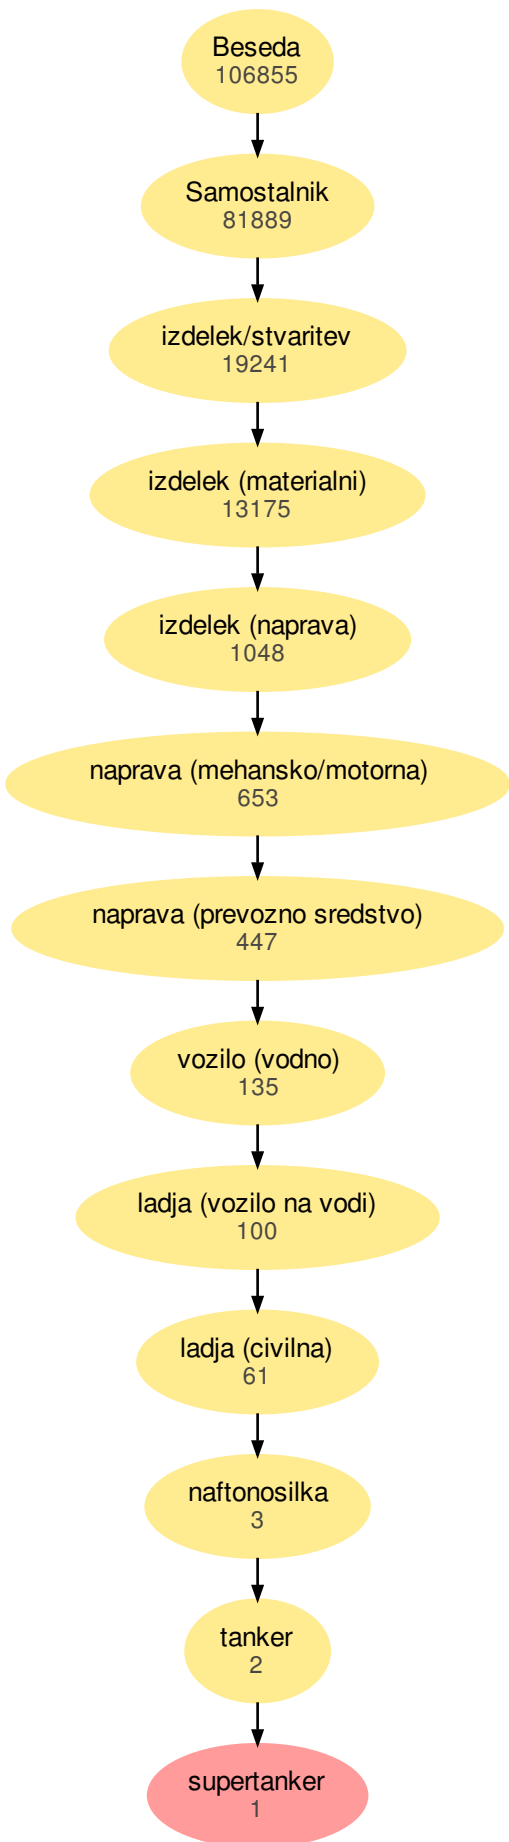 Beseda
106855
Samostalnik
81889
izdelek/stvaritev
19241
izdelek (materialni)
13175
izdelek (naprava)
1048
naprava (mehansko/motorna)
653
naprava (prevozno sredstvo)
447
vozilo (vodno)
135
ladja (vozilo na vodi)
100
ladja (civilna)
61
naftonosilka
3
tanker
2
supertanker
1